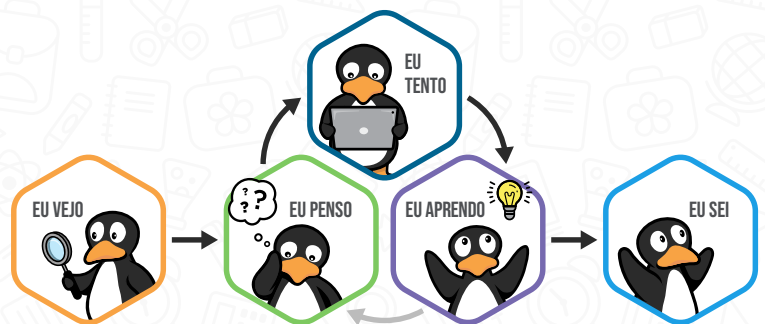 EU VEJO
? ? ?
EU PENSO
EU
TENTO
EU APRENDO
EU SEI